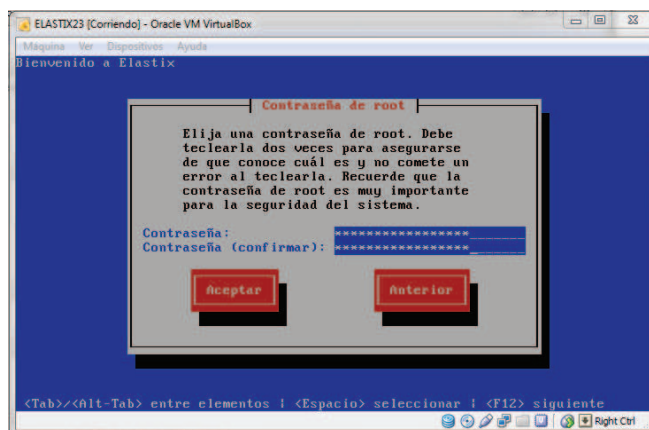 ELASTIX23 [Corriendo] - Oracle VM VirtualBox
Máquina Ver Dispositivos Ayuda
Bienvenido a Elastix
Contraseña de root
Elija una contraseña de root. Debe
teclearla dos veces para asegurarse
de que conoce cuál es y no comete un
error al teclearla. Recuerde que la
contraseña de root es muy importante
para la seguridad del sistema.
Contraseña: *****************
Contraseña (confirmar): *****************
Aceptar Anterior
<Tab>/<Alt-Tab> entre elementos | <Espacio> seleccionar | <F12> siguiente
Right Ctrl